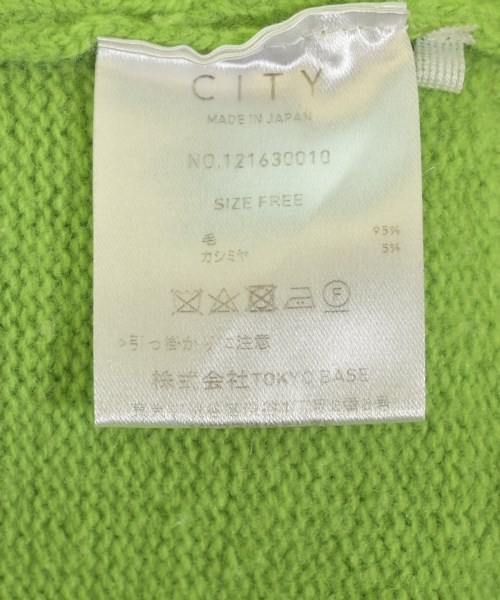 CITY
MADE IN JAPAN
NO.121630010
SIZE FREE
毛 95%
カシミヤ 5%
F
>引っ掛かりに注意
株式会社TOKYO BASE